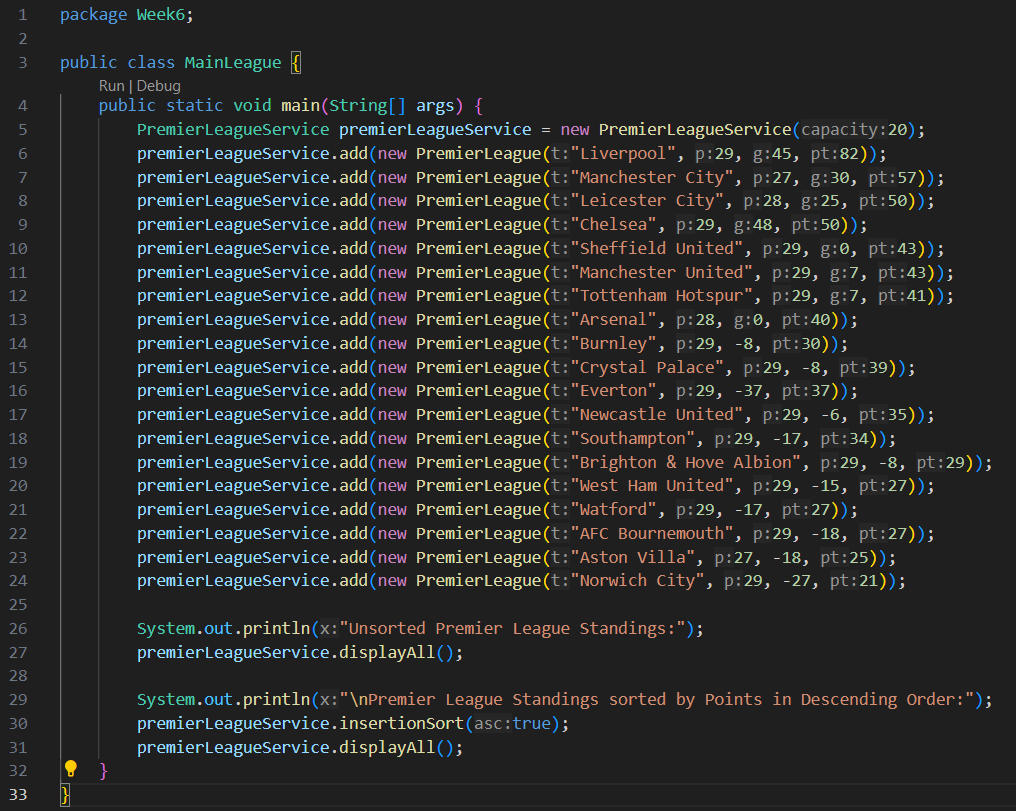 1 package Week6;
2
3 public class MainLeague {
Run | Debug
4 public static void main(String[] args) {
5 PremierLeagueService premierLeagueService = new PremierLeagueService(capacity:20);
6 premierLeagueService.add(new PremierLeague(t:"Liverpool", p:29, g:45, pt:82));
7 premierLeagueService.add(new PremierLeague(t:"Manchester City", p:27, g:30, pt:57));
8 premierLeagueService.add(new PremierLeague(t:"Leicester City", p:28, g:25, pt:50));
9 premierLeagueService.add(new PremierLeague(t:"Chelsea", p:29, g:48, pt:50));
10 premierLeagueService.add(new PremierLeague(t:"Sheffield United", p:29, g:0, pt:43));
11 premierLeagueService.add(new PremierLeague(t:"Manchester United", p:29, g:7, pt:43));
12 premierLeagueService.add(new PremierLeague(t:"Tottenham Hotspur", p:29, g:7, pt:41));
13 premierLeagueService.add(new PremierLeague(t:"Arsenal", p:28, g:0, pt:40));
14 premierLeagueService.add(new PremierLeague(t:"Burnley", p:29, -8, pt:30));
15 premierLeagueService.add(new PremierLeague(t:"Crystal Palace", p:29, -8, pt:39));
16 premierLeagueService.add(new PremierLeague(t:"Everton", p:29, -37, pt:37));
17 premierLeagueService.add(new PremierLeague(t:"Newcastle United", p:29, -6, pt:35));
18 premierLeagueService.add(new PremierLeague(t:"Southampton", p:29, -17, pt:34));
19 premierLeagueService.add(new PremierLeague(t:"Brighton & Hove Albion", p:29, -8, pt:29));
20 premierLeagueService.add(new PremierLeague(t:"West Ham United", p:29, -15, pt:27));
21 premierLeagueService.add(new PremierLeague(t:"Watford", p:29, -17, pt:27));
22 premierLeagueService.add(new PremierLeague(t:"AFC Bournemouth", p:29, -18, pt:27));
23 premierLeagueService.add(new PremierLeague(t:"Aston Villa", p:27, -18, pt:25));
24 premierLeagueService.add(new PremierLeague(t:"Norwich City", p:29, -27, pt:21));
25
26 System.out.println(x:"Unsorted Premier League Standings:");
27 premierLeagueService.displayAll();
28
29 System.out.println(x:"\nPremier League Standings sorted by Points in Descending Order:");
30 premierLeagueService.insertionSort(asc:true);
31 premierLeagueService.displayAll();
32 }
33 }